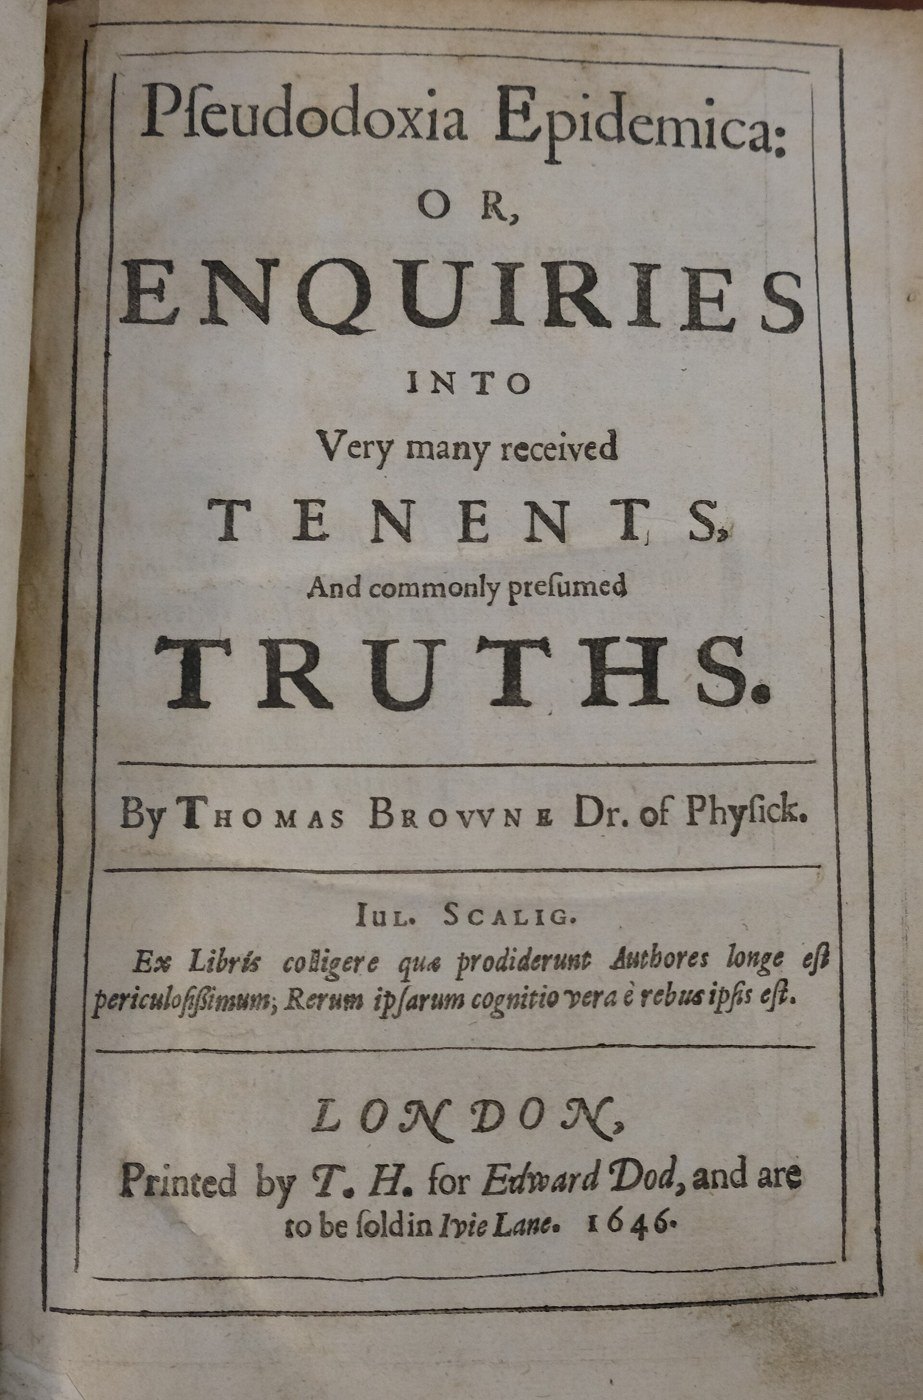 Pſeudodoxia Epidemica:
OR,
ENQUIRIES
INTO
Very many received
TENENTS,
And commonly preſumed
TRUTHS.
By THOMAS BROVVNE Dr. of Phyſick.
IUL. SCALIG.
Ex Libris colligere quæ prodiderunt Authores longe eſt
periculoſiſſimum; Rerum ipſarum cognitio vera è rebus ipſis eſt.
LONDON,
Printed by T. H. for Edward Dod, and are
to be ſold in Ivie Lane. 1646.